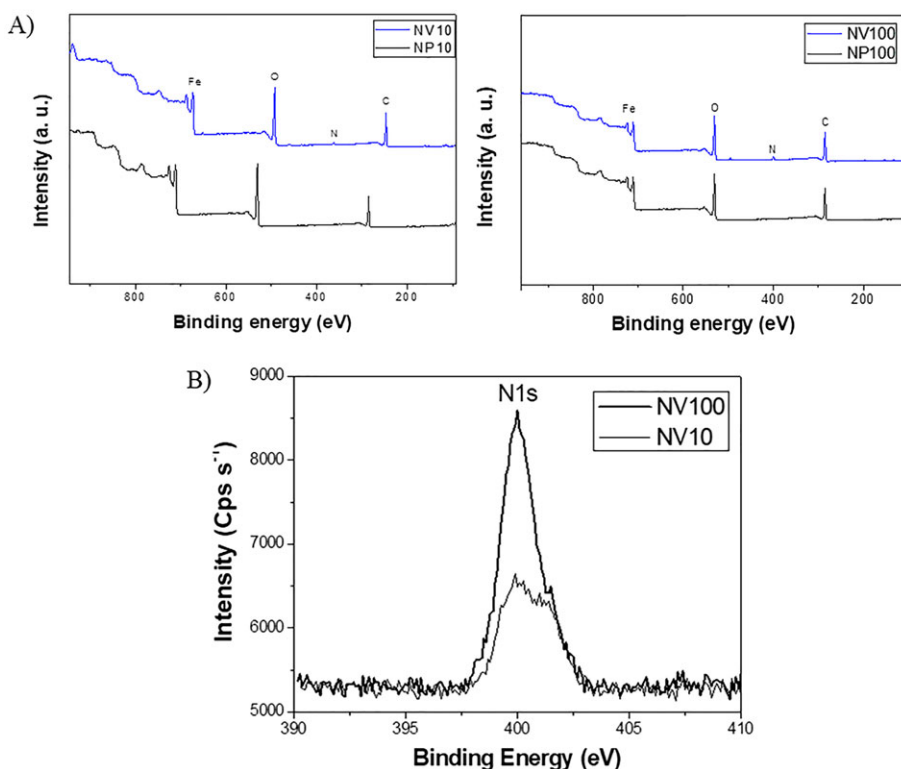 A)
NV10
NP10
Fe
O
N
C
Intensity (a. u.)
800 600 400 200
Binding energy (eV)
NV100
NP100
Fe
O
N
C
Intensity (a. u.)
800 600 400 200
Binding energy (eV)
B)
N1s
NV100
NV10
9000
8000
7000
6000
5000
Intensity (Cps s⁻¹)
390 395 400 405 410
Binding Energy (eV)